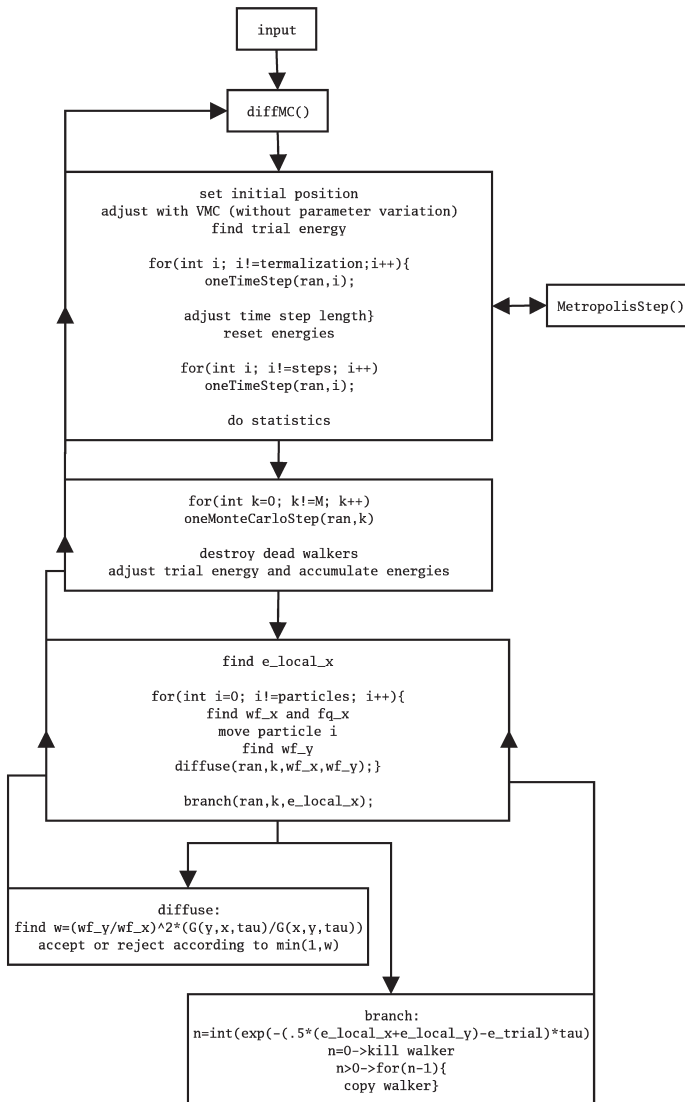 input
diffMC()
set initial position
adjust with VMC (without parameter variation)
find trial energy
for(int i; i!=termalization;i++){
oneTimeStep(ran,i);
adjust time step length}
reset energies
for(int i; i!=steps; i++)
oneTimeStep(ran,i);
do statistics
MetropolisStep()
for(int k=0; k!=M; k++)
oneMonteCarloStep(ran,k)
destroy dead walkers
adjust trial energy and accumulate energies
find e_local_x
for(int i=0; i!=particles; i++){
find wf_x and fq_x
move particle i
find wf_y
diffuse(ran,k,wf_x,wf_y);}
branch(ran,k,e_local_x);
diffuse:
find w=(wf_y/wf_x)^2*(G(y,x,tau)/G(x,y,tau))
accept or reject according to min(1,w)
branch:
n=int(exp(-(.5*(e_local_x+e_local_y)-e_trial)*tau)
n=0->kill walker
n>0->for(n-1){
copy walker}